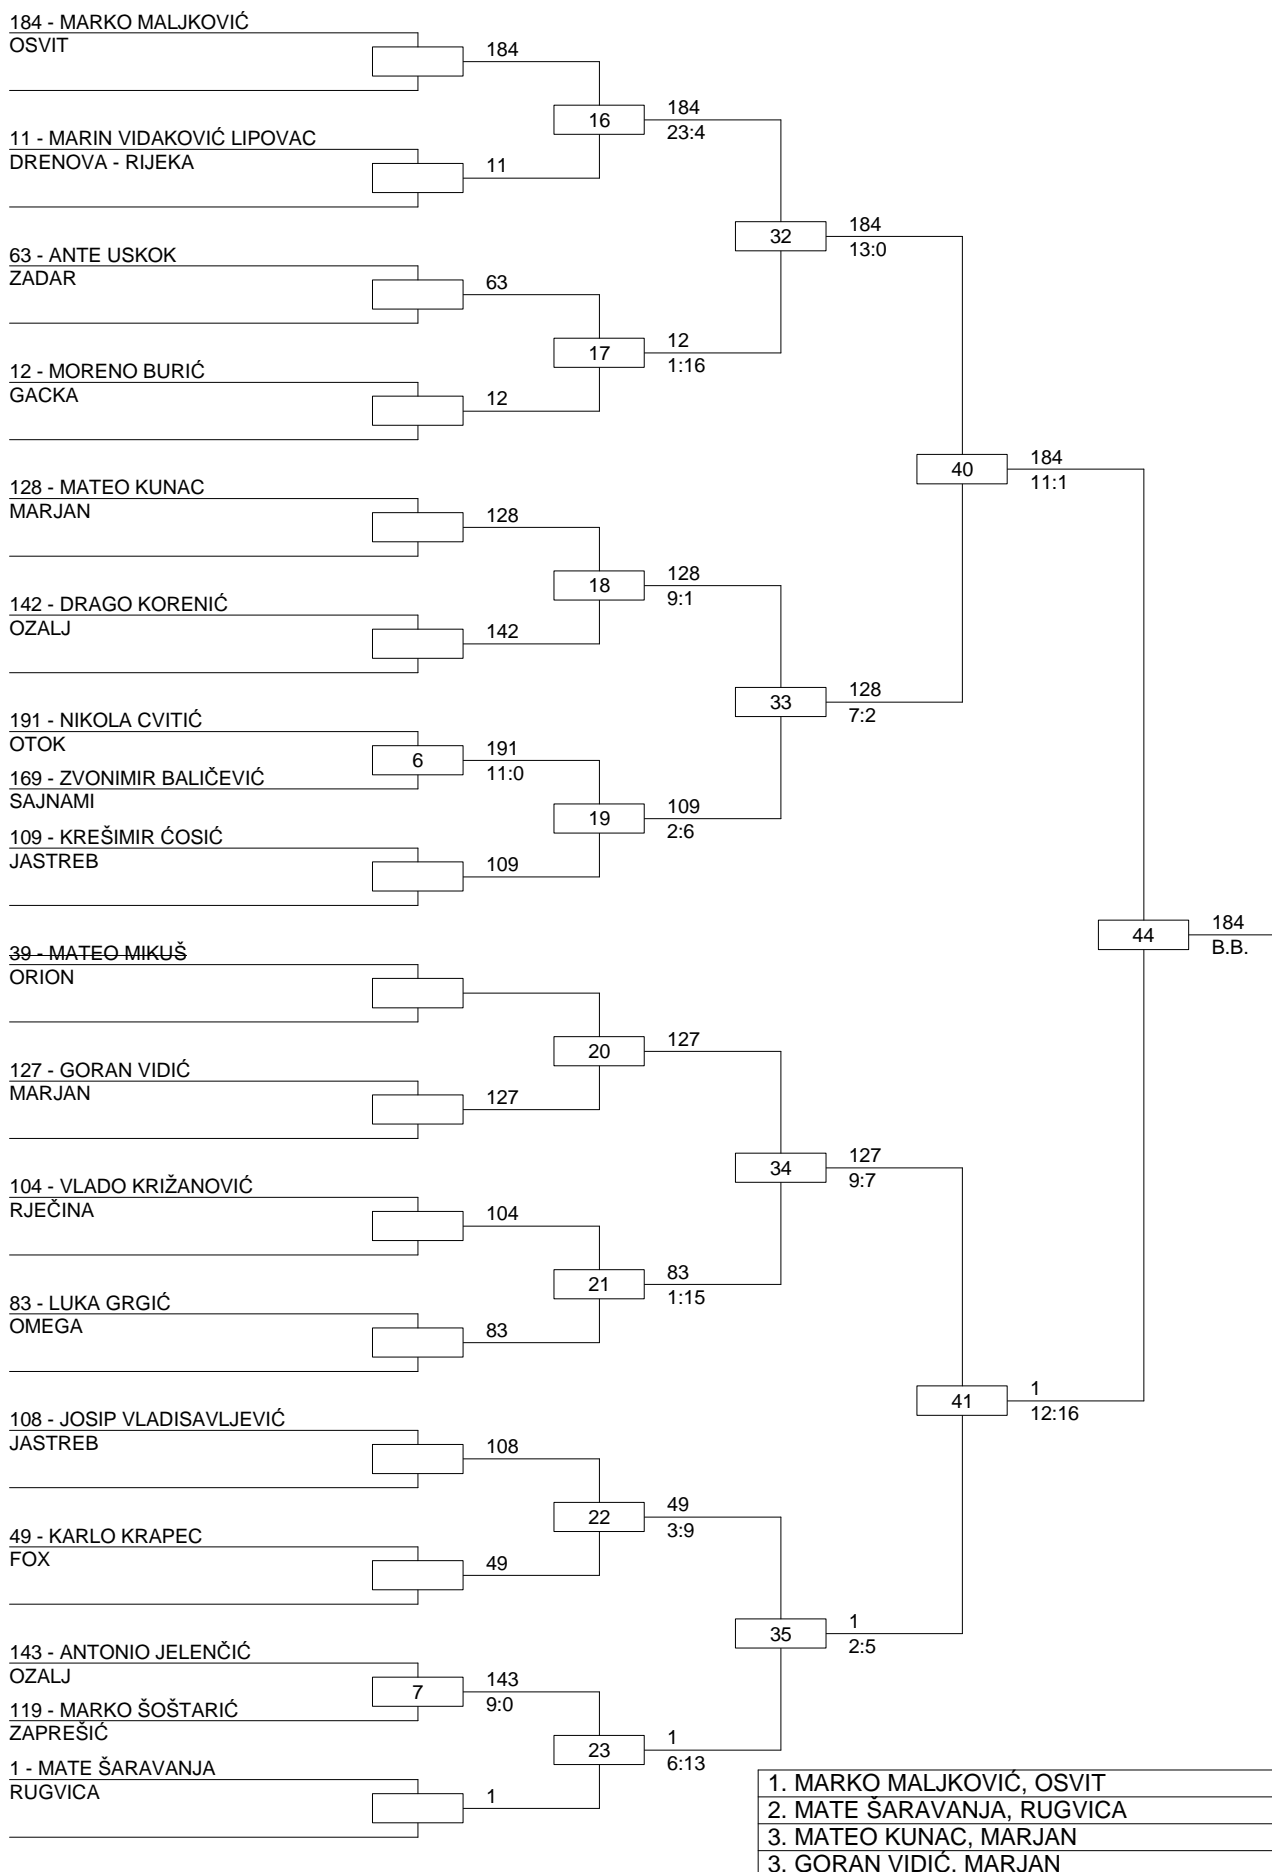 184 - MARKO MALJKOVIĆ
OSVIT
184
16
184
23:4
11 - MARIN VIDAKOVIĆ LIPOVAC
DRENOVA - RIJEKA
11
32
184
13:0
63 - ANTE USKOK
ZADAR
63
17
12
1:16
12 - MORENO BURIĆ
GACKA
12
40
184
11:1
128 - MATEO KUNAC
MARJAN
128
18
128
9:1
142 - DRAGO KORENIĆ
OZALJ
142
33
128
7:2
191 - NIKOLA CVITIĆ
OTOK
6
191
11:0
169 - ZVONIMIR BALIČEVIĆ
SAJNAMI
19
109
2:6
109 - KREŠIMIR ĆOSIĆ
JASTREB
109
44
184
B.B.
39 - MATEO MIKUŠ
ORION
20
127
127 - GORAN VIDIĆ
MARJAN
127
34
127
9:7
104 - VLADO KRIŽANOVIĆ
RJEČINA
104
21
83
1:15
83 - LUKA GRGIĆ
OMEGA
83
41
1
12:16
108 - JOSIP VLADISAVLJEVIĆ
JASTREB
108
22
49
3:9
49 - KARLO KRAPEC
FOX
49
35
1
2:5
143 - ANTONIO JELENČIĆ
OZALJ
7
143
9:0
119 - MARKO ŠOŠTARIĆ
ZAPREŠIĆ
23
1
6:13
1 - MATE ŠARAVANJA
RUGVICA
1
1. MARKO MALJKOVIĆ, OSVIT
2. MATE ŠARAVANJA, RUGVICA
3. MATEO KUNAC, MARJAN
3. GORAN VIDIĆ, MARJAN